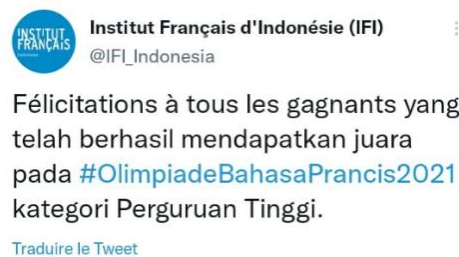 INSTITUT
FRANÇAIS
Institut Français d'Indonésie (IFI)
@IFI_Indonesia
Félicitations à tous les gagnants yang
telah berhasil mendapatkan juara
pada #OlimpiadeBahasaPrancis2021
kategori Perguruan Tinggi.
Traduire le Tweet